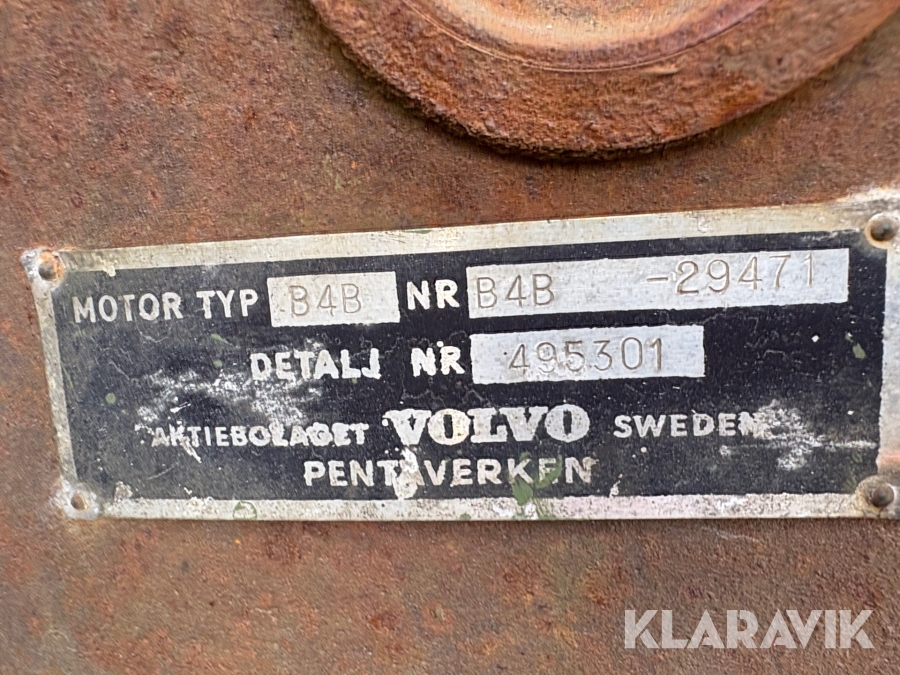 MOTOR TYP B4B NR B4B -29471
DETALJ NR 495301
AKTIEBOLAGET VOLVO SWEDEN
PENTAVERKEN
KLARAVIK